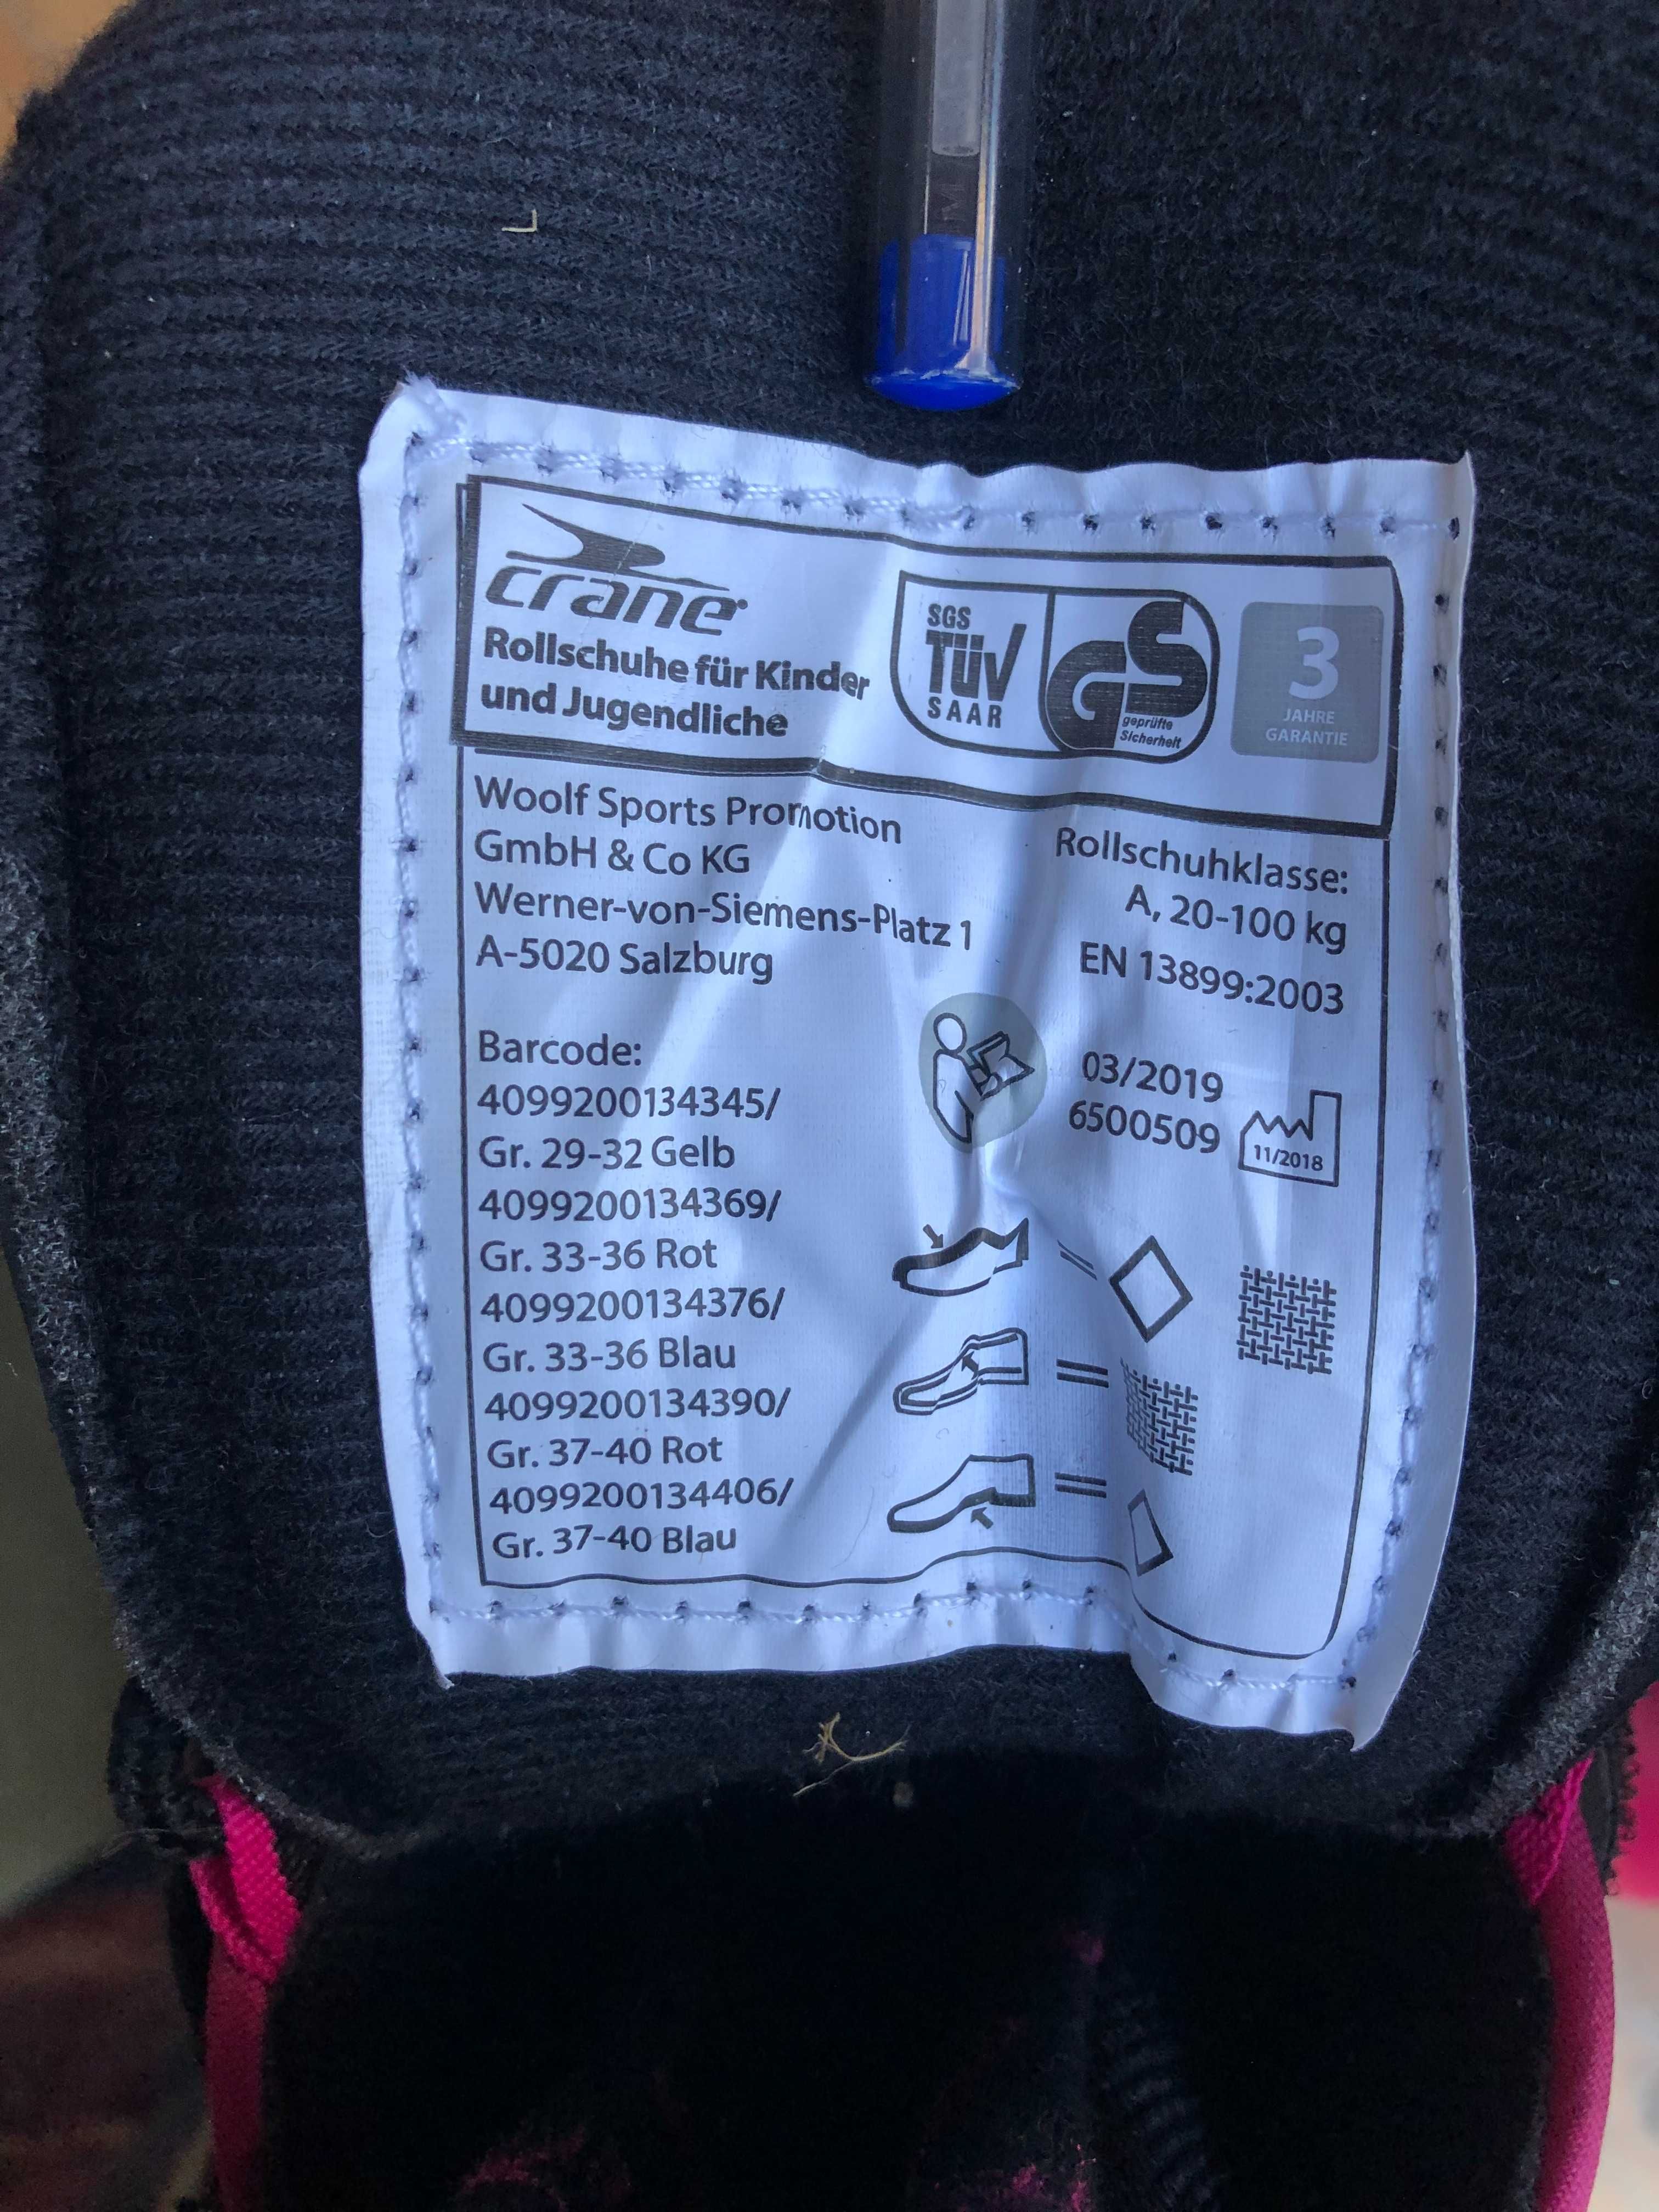 crane
Rollschuhe für Kinder
und Jugendliche
SGS
TÜV
SAAR
GS
geprüfte
Sicherheit
3
JAHRE
GARANTIE
Woolf Sports Promotion
GmbH & Co KG
Werner-von-Siemens-Platz 1
A-5020 Salzburg
Rollschuhklasse:
A, 20-100 kg
EN 13899:2003
Barcode:
4099200134345/
Gr. 29-32 Gelb
4099200134369/
Gr. 33-36 Rot
4099200134376/
Gr. 33-36 Blau
4099200134390/
Gr. 37-40 Rot
4099200134406/
Gr. 37-40 Blau
03/2019
6500509
11/2018